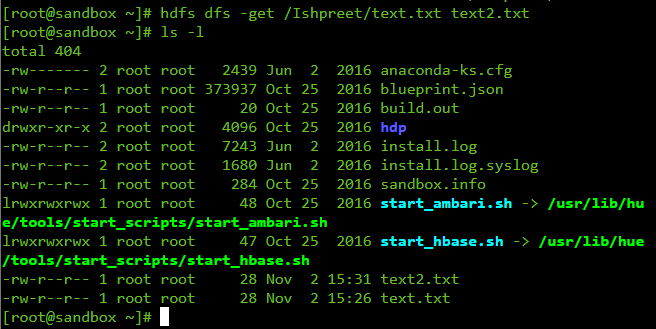 [root@sandbox ~]# hdfs dfs -get /Ishpreet/text.txt text2.txt
[root@sandbox ~]# ls -l
total 404
-rw------- 2 root root   2439 Jun  2  2016 anaconda-ks.cfg
-rw-r--r-- 1 root root 373937 Oct 25  2016 blueprint.json
-rw-r--r-- 1 root root     20 Oct 25  2016 build.out
drwxr-xr-x 2 root root   4096 Oct 25  2016 hdp
-rw-r--r-- 2 root root   7243 Jun  2  2016 install.log
-rw-r--r-- 2 root root   1680 Jun  2  2016 install.log.syslog
-rw-r--r-- 1 root root    284 Oct 25  2016 sandbox.info
lrwxrwxrwx 1 root root     48 Oct 25  2016 start_ambari.sh -> /usr/lib/hu
e/tools/start_scripts/start_ambari.sh
lrwxrwxrwx 1 root root     47 Oct 25  2016 start_hbase.sh -> /usr/lib/hue
/tools/start_scripts/start_hbase.sh
-rw-r--r-- 1 root root     28 Nov  2 15:31 text2.txt
-rw-r--r-- 1 root root     28 Nov  2 15:26 text.txt
[root@sandbox ~]#